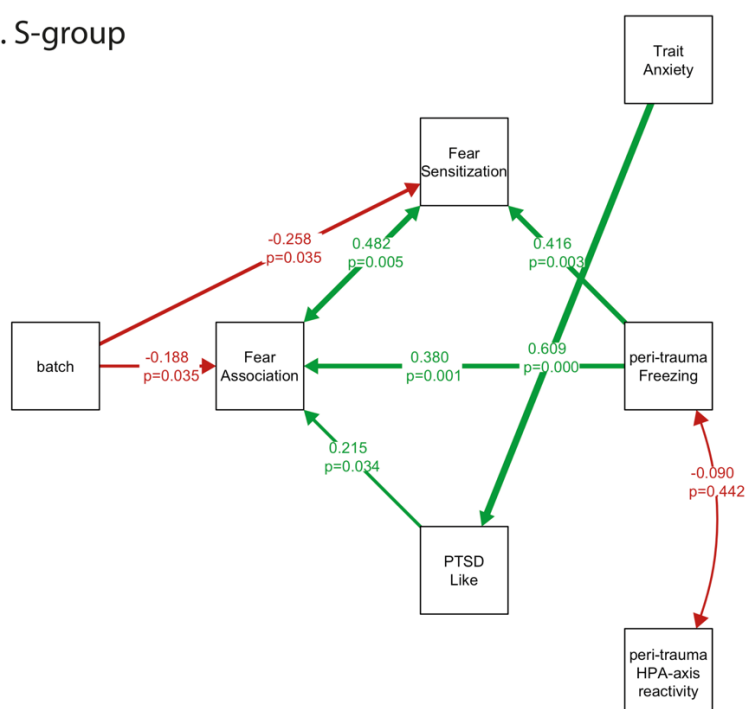 . S-group
Trait
Anxiety
Fear
Sensitization
-0.258
p=0.035
0.482
p=0.005
0.416
p=0.003
batch
-0.188
p=0.035
Fear
Association
0.380
p=0.001
0.609
p=0.000
peri-trauma
Freezing
0.215
p=0.034
-0.090
p=0.442
PTSD
Like
peri-trauma
HPA-axis
reactivity